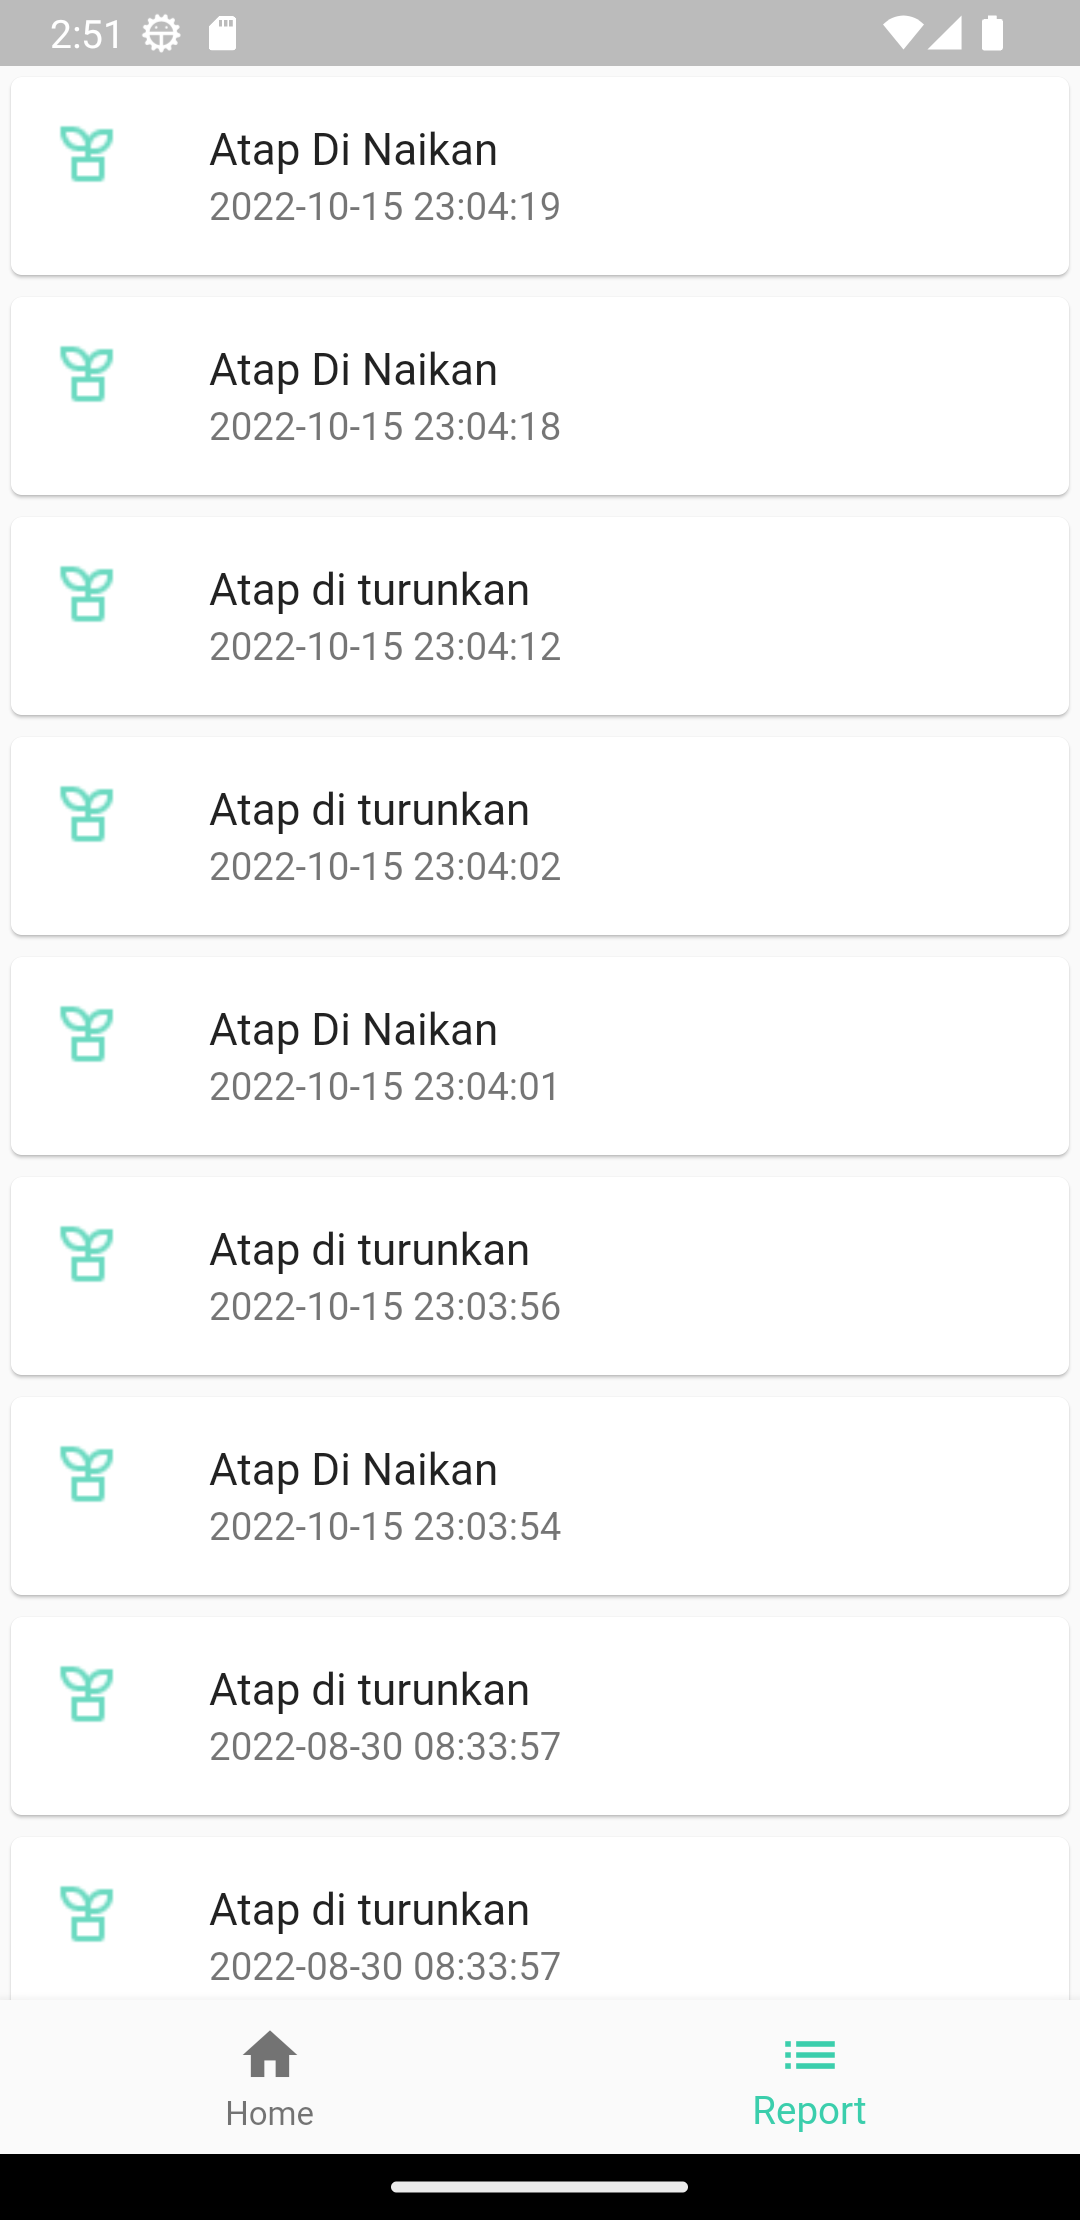 2:51
Atap Di Naikan
2022-10-15 23:04:19
Atap Di Naikan
2022-10-15 23:04:18
Atap di turunkan
2022-10-15 23:04:12
Atap di turunkan
2022-10-15 23:04:02
Atap Di Naikan
2022-10-15 23:04:01
Atap di turunkan
2022-10-15 23:03:56
Atap Di Naikan
2022-10-15 23:03:54
Atap di turunkan
2022-08-30 08:33:57
Atap di turunkan
2022-08-30 08:33:57
Home
Report